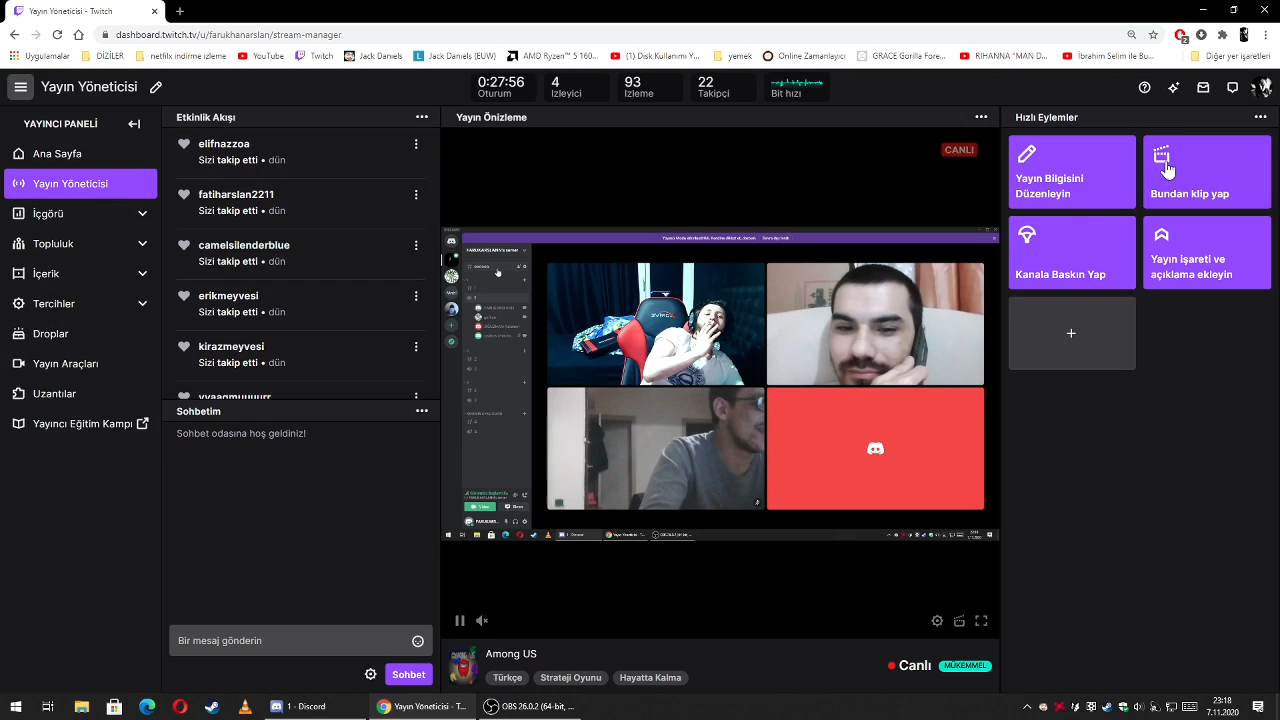 Yayın Yöneticisi - Twitch
dashboard.twitch.tv/u/farukhanarslan/stream-manager
Uygulamalar
DİZİLER
netflix indirme izleme
YouTube
Twitch
Jack Daniels
Jack Daniels (EUW)
AMD Ryzen™ 5 160...
(1) Disk Kullanımı Y...
yemek
Online Zamanlayıcı
GRACE Gorilla Fore...
RIHANNA "MAN D...
İbrahim Selim ile Bu...
Diğer yer işaretleri
Yayın Yöneticisi
0:27:56
Oturum
4
İzleyici
93
İzleme
22
Takipçi
Bit hızı
YAYINCI PANELİ
Ana Sayfa
Yayın Yöneticisi
İçgörü
Topluluk
İçerik
Tercihler
Droplar
Yayın Araçları
Uzantılar
Yayıncı Eğitim Kampı
Etkinlik Akışı
elifnazzoa
Sizi takip etti • dün
fatiharslan2211
Sizi takip etti • dün
camelsilenderblue
Sizi takip etti • dün
erikmeyvesi
Sizi takip etti • dün
kirazmeyvesi
Sizi takip etti • dün
Sohbetim
Sohbet odasına hoş geldiniz!
Bir mesaj gönderin
Sohbet
Yayın Önizleme
CANLI
FARUKARSLANN's server
Among US
Türkçe
Strateji Oyunu
Hayatta Kalma
Canlı
MÜKEMMEL
Hızlı Eylemler
Yayın Bilgisini
Düzenleyin
Bundan klip yap
Kanala Baskın Yap
Yayın işareti ve
açıklama ekleyin
+
1 - Discord
Yayın Yöneticisi - T...
OBS 26.0.2 (64-bit, ...
23:18
7.11.2020